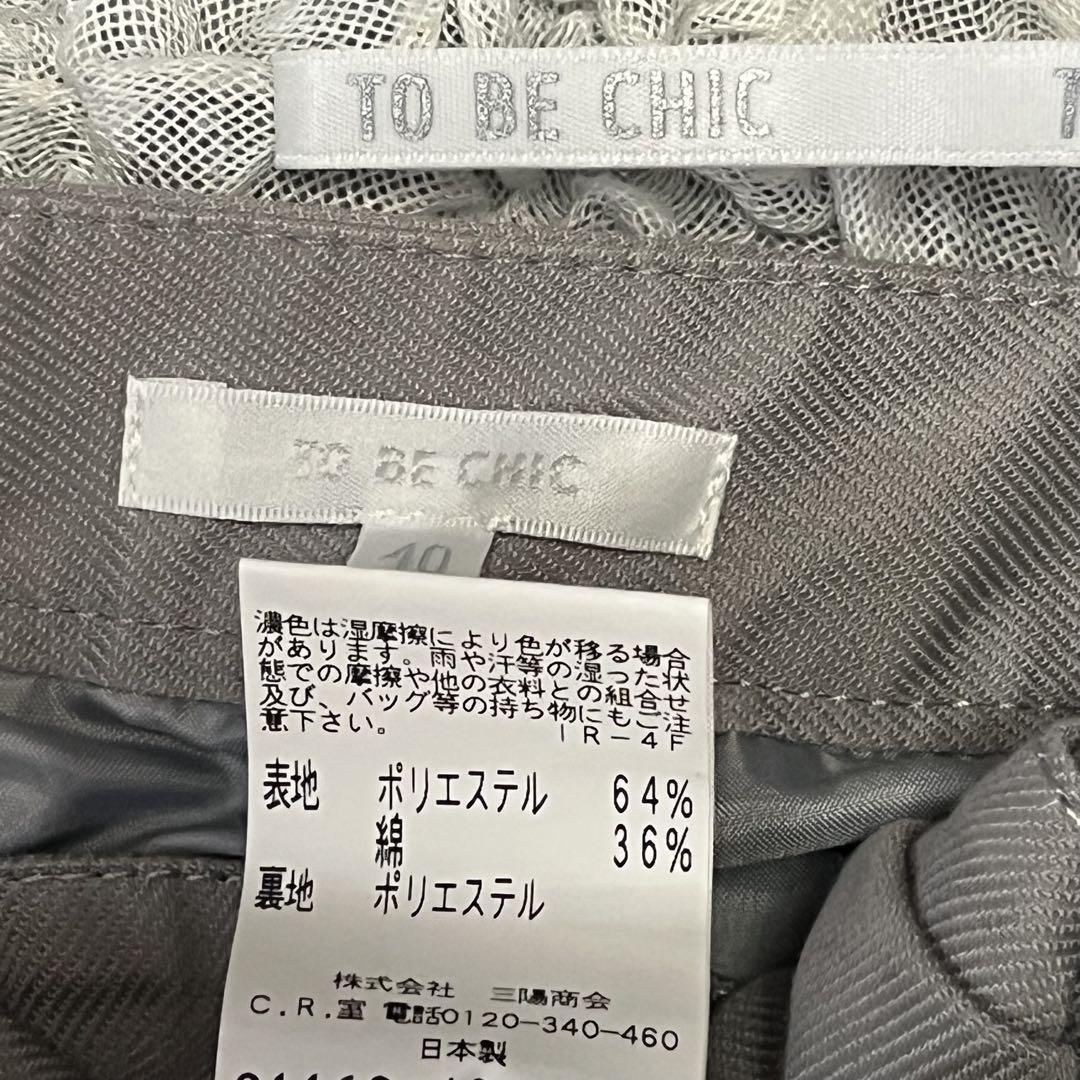 TO BE CHIC
TO BE CHIC
40
濃色は湿摩擦により色が移る場合
があります。雨や汗等の湿った状
態での摩擦や他の衣料との組合せ
及び、バッグ等の持ち物にもご注
意下さい。 IR-4F
表地 ポリエステル 64%
綿 36%
裏地 ポリエステル
株式会社 三陽商会
C.R.室 電話0120-340-460
日本製